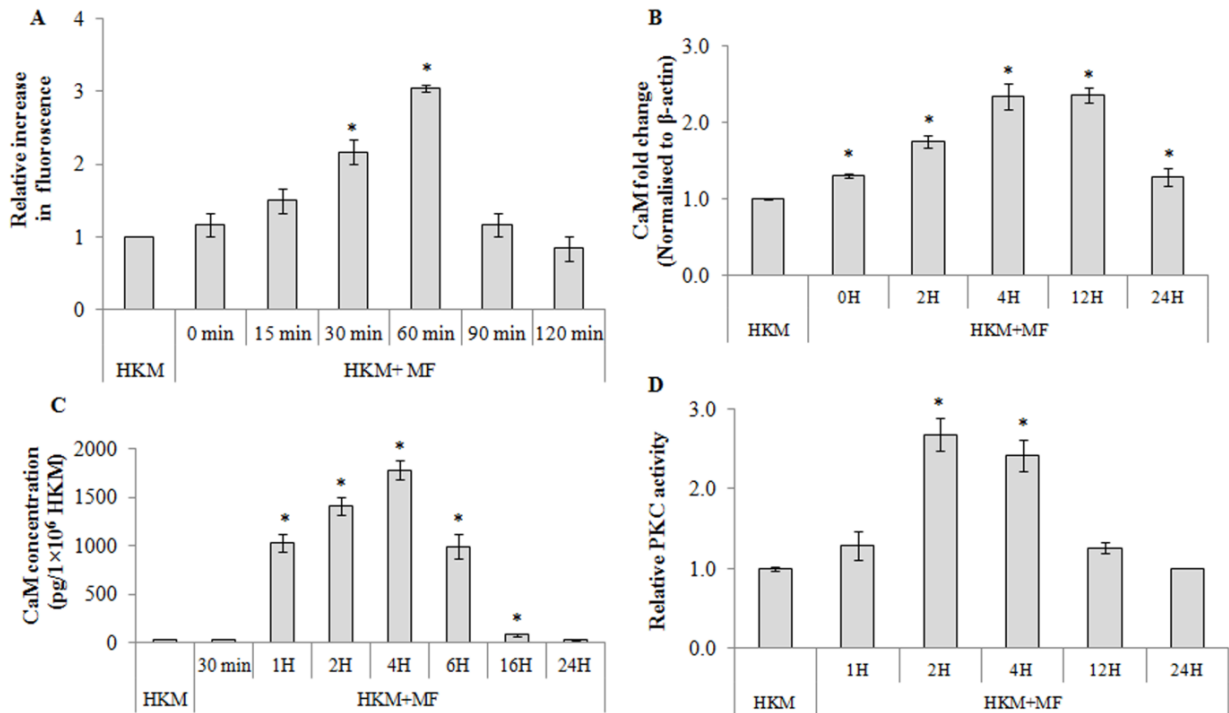 A
Relative increase
in fluoroscence
4
3
2
1
0
*
*
0 min 15 min 30 min 60 min 90 min 120 min
HKM HKM+ MF
B
CaM fold change
(Normalised to β-actin)
3.0
2.0
1.0
0.0
* * * * *
0H 2H 4H 12H 24H
HKM HKM+MF
C
CaM concentration
(pg/1×10⁶ HKM)
2000
1500
1000
500
0
* * * * *
30 min 1H 2H 4H 6H 16H 24H
HKM HKM+MF
D
Relative PKC activity
3.0
2.0
1.0
0.0
* *
1H 2H 4H 12H 24H
HKM HKM+MF